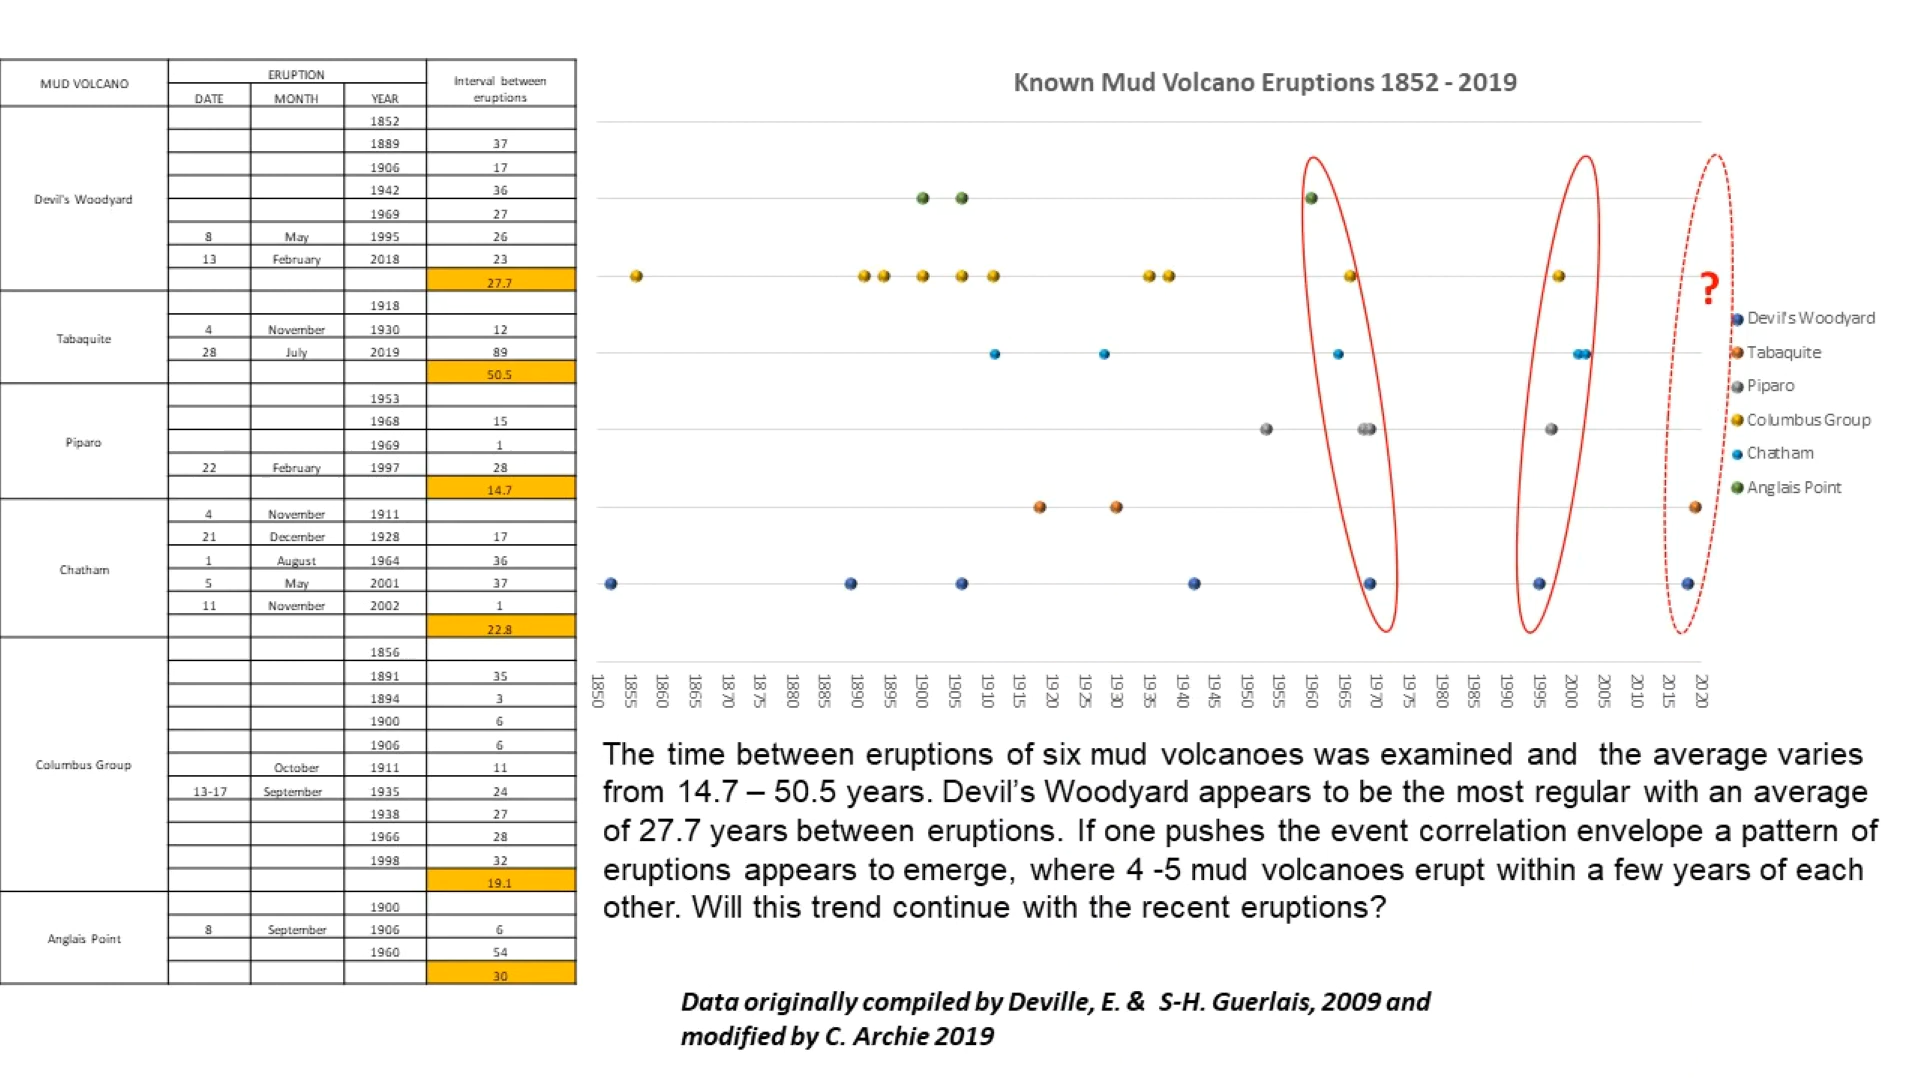 MUD VOLCANO ERUPTION Interval between eruptions
DATE MONTH YEAR
Devil's Woodyard
1852
1889 37
1906 17
1942 36
1969 27
8 May 1995 26
13 February 2018 23
27.7
Tabaquite
1918
4 November 1930 12
28 July 2019 89
50.5
Piparo
1953
1968 15
1969 1
22 February 1997 28
14.7
Chatham
4 November 1911
21 December 1928 17
1 August 1964 36
5 May 2001 37
11 November 2002 1
22.8
Columbus Group
1856
1891 35
1894 3
1900 6
1906 6
October 1911 11
13-17 September 1935 24
1938 27
1966 28
1998 32
19.1
Anglais Point
1900
8 September 1906 6
1960 54
30
Known Mud Volcano Eruptions 1852 - 2019
?
Devil's Woodyard
Tabaquite
Piparo
Columbus Group
Chatham
Anglais Point
1850 1855 1860 1865 1870 1875 1880 1885 1890 1895 1900 1905 1910 1915 1920 1925 1930 1935 1940 1945 1950 1955 1960 1965 1970 1975 1980 1985 1990 1995 2000 2005 2010 2015 2020
The time between eruptions of six mud volcanoes was examined and the average varies
from 14.7 – 50.5 years. Devil’s Woodyard appears to be the most regular with an average
of 27.7 years between eruptions. If one pushes the event correlation envelope a pattern of
eruptions appears to emerge, where 4 -5 mud volcanoes erupt within a few years of each
other. Will this trend continue with the recent eruptions?
Data originally compiled by Deville, E. & S-H. Guerlais, 2009 and
modified by C. Archie 2019